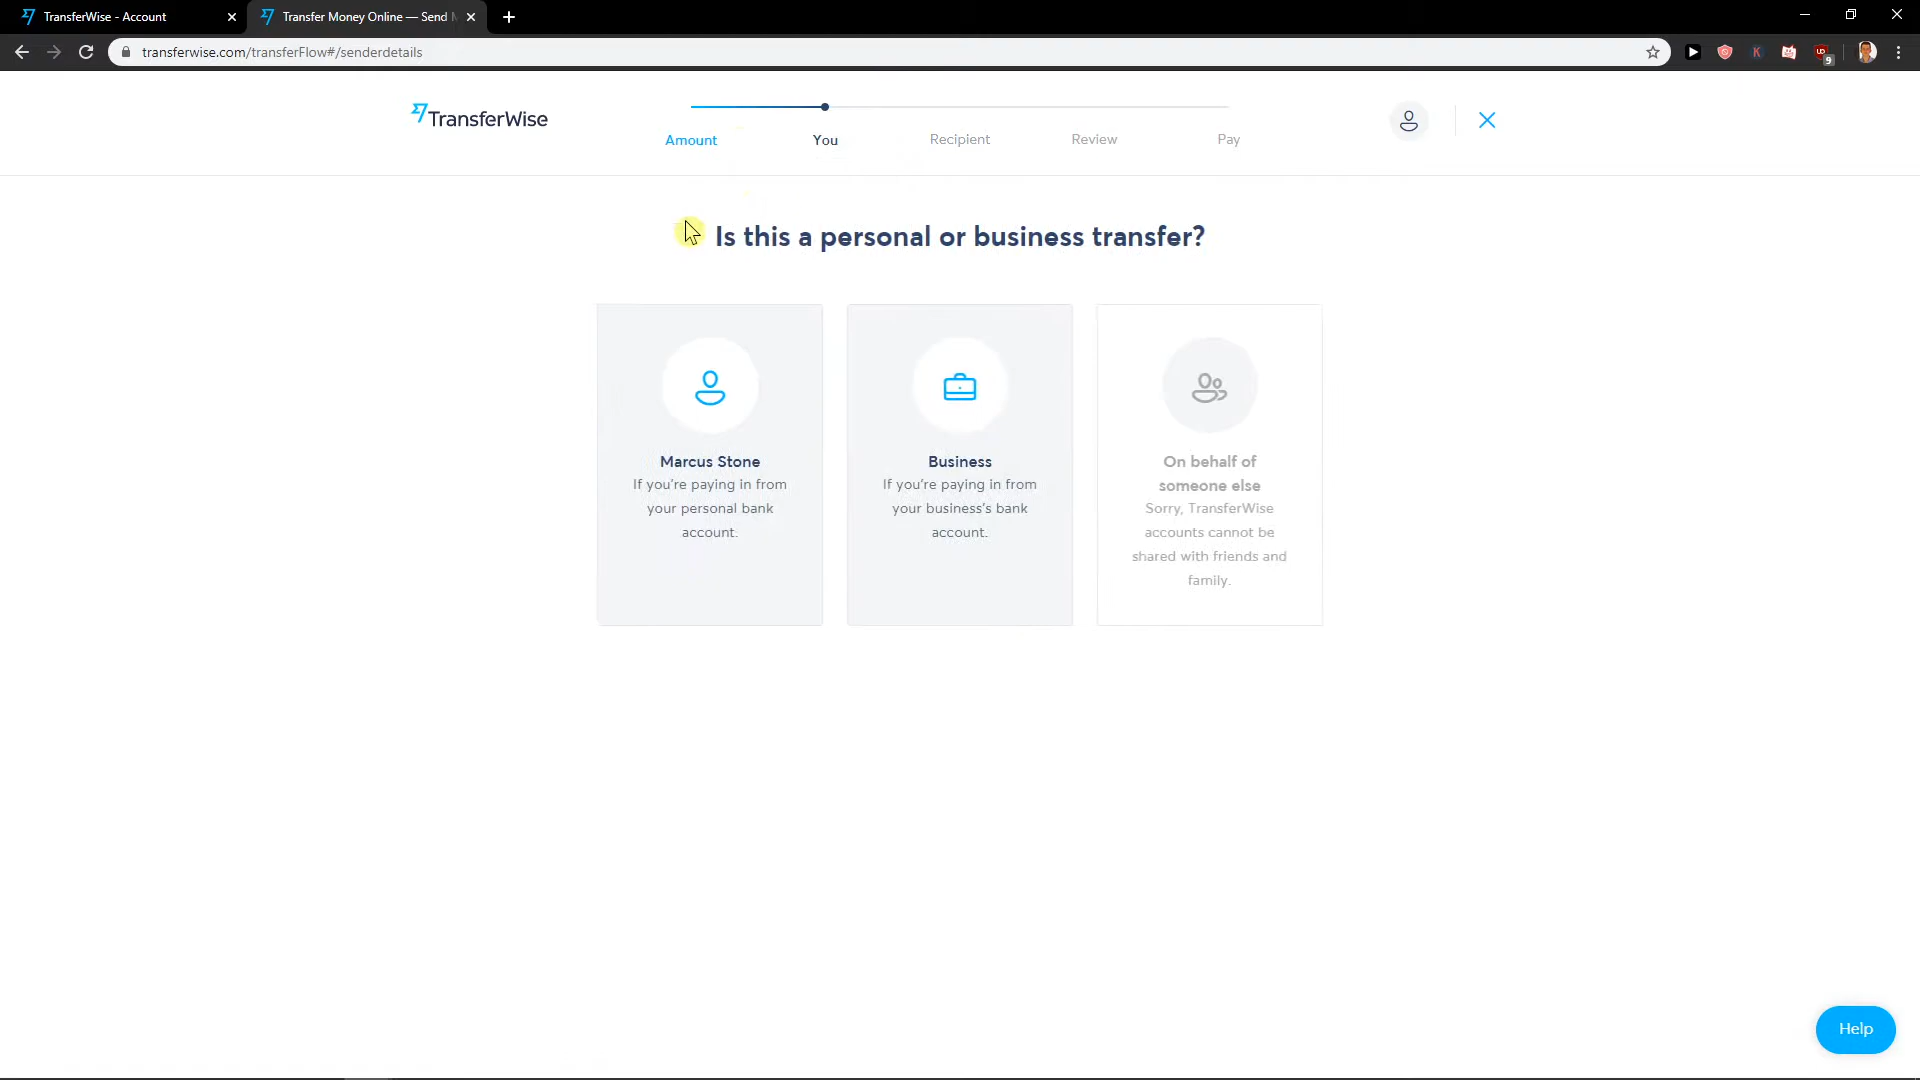 TransferWise - Account
Transfer Money Online — Send
transferwise.com/transferFlow#/senderdetails
9
TransferWise
Amount
You
Recipient
Review
Pay
Is this a personal or business transfer?
Marcus Stone
If you're paying in from
your personal bank
account.
Business
If you're paying in from
your business's bank
account.
On behalf of
someone else
Sorry, TransferWise
accounts cannot be
shared with friends and
family.
Help